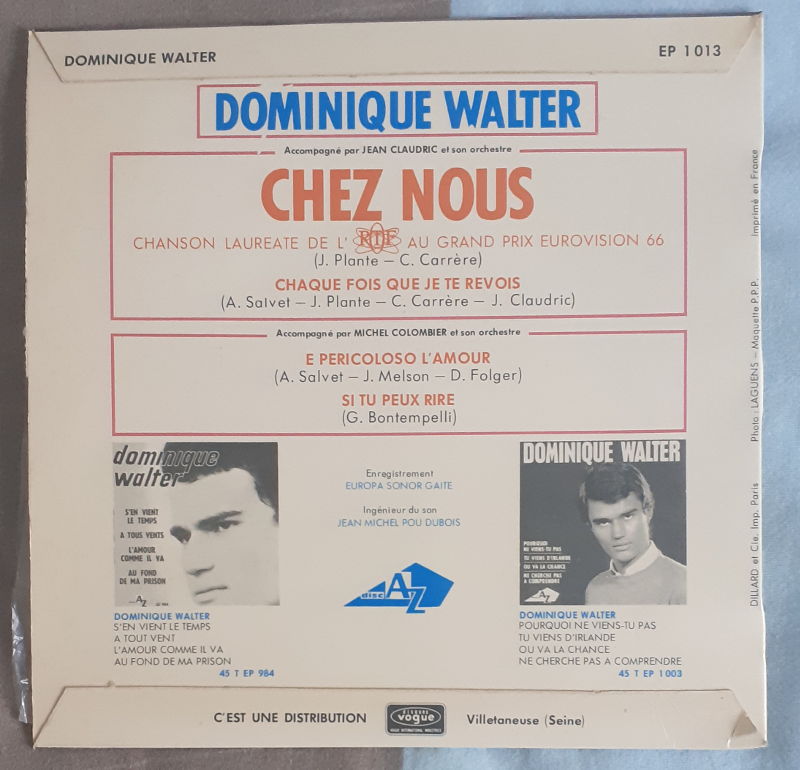 DOMINIQUE WALTER
EP 1013
DOMINIQUE WALTER
Accompagné par JEAN CLAUDRIC et son orchestre
CHEZ NOUS
CHANSON LAUREATE DE L' RTF AU GRAND PRIX EUROVISION 66
(J. Plante – C. Carrère)
CHAQUE FOIS QUE JE TE REVOIS
(A. Salvet – J. Plante – C. Carrère – J. Claudric)
Accompagné par MICHEL COLOMBIER et son orchestre
E PERICOLOSO L'AMOUR
(A. Salvet – J. Melson – D. Folger)
SI TU PEUX RIRE
(G. Bontempelli)
dominique
walter
S'EN VIENT
LE TEMPS
A TOUS VENTS
L'AMOUR
COMME IL VA
AU FOND
DE MA PRISON
AZ
DOMINIQUE WALTER
S'EN VIENT LE TEMPS
A TOUT VENT
L'AMOUR COMME IL VA
AU FOND DE MA PRISON
45 T EP 984
Enregistrement
EUROPA SONOR GAITE
Ingénieur du son
JEAN MICHEL POU DUBOIS
disc AZ
DOMINIQUE WALTER
POURQUOI
NE VIENS-TU PAS
TU VIENS D'IRLANDE
OU VA LA CHANCE
NE CHERCHE PAS
A COMPRENDRE
AZ
DOMINIQUE WALTER
POURQUOI NE VIENS-TU PAS
TU VIENS D'IRLANDE
OU VA LA CHANCE
NE CHERCHE PAS A COMPRENDRE
45 T EP 1003
DILLARD et Cie. Imp. Paris Photo : LAGUENS – Maquette P.P.P. Imprimé en France
C'EST UNE DISTRIBUTION
disques
vogue
VOGUE INTERNATIONAL INDUSTRIES
Villetaneuse (Seine)